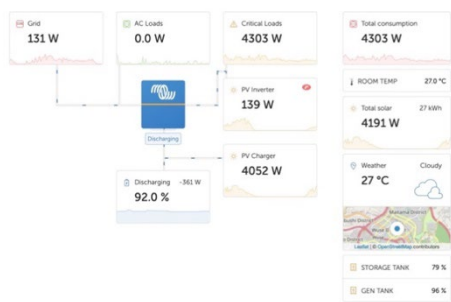 Grid
131 W
AC Loads
0.0 W
Critical Loads
4303 W
Total consumption
4303 W
ROOM TEMP 27.0 °C
PV Inverter
139 W
Total solar 27 kWh
4191 W
Discharging
PV Charger
4052 W
Discharging -361 W
92.0 %
Weather Cloudy
27 °C
Leaflet | © OpenStreetMap contributors
STORAGE TANK 79 %
GEN TANK 96 %